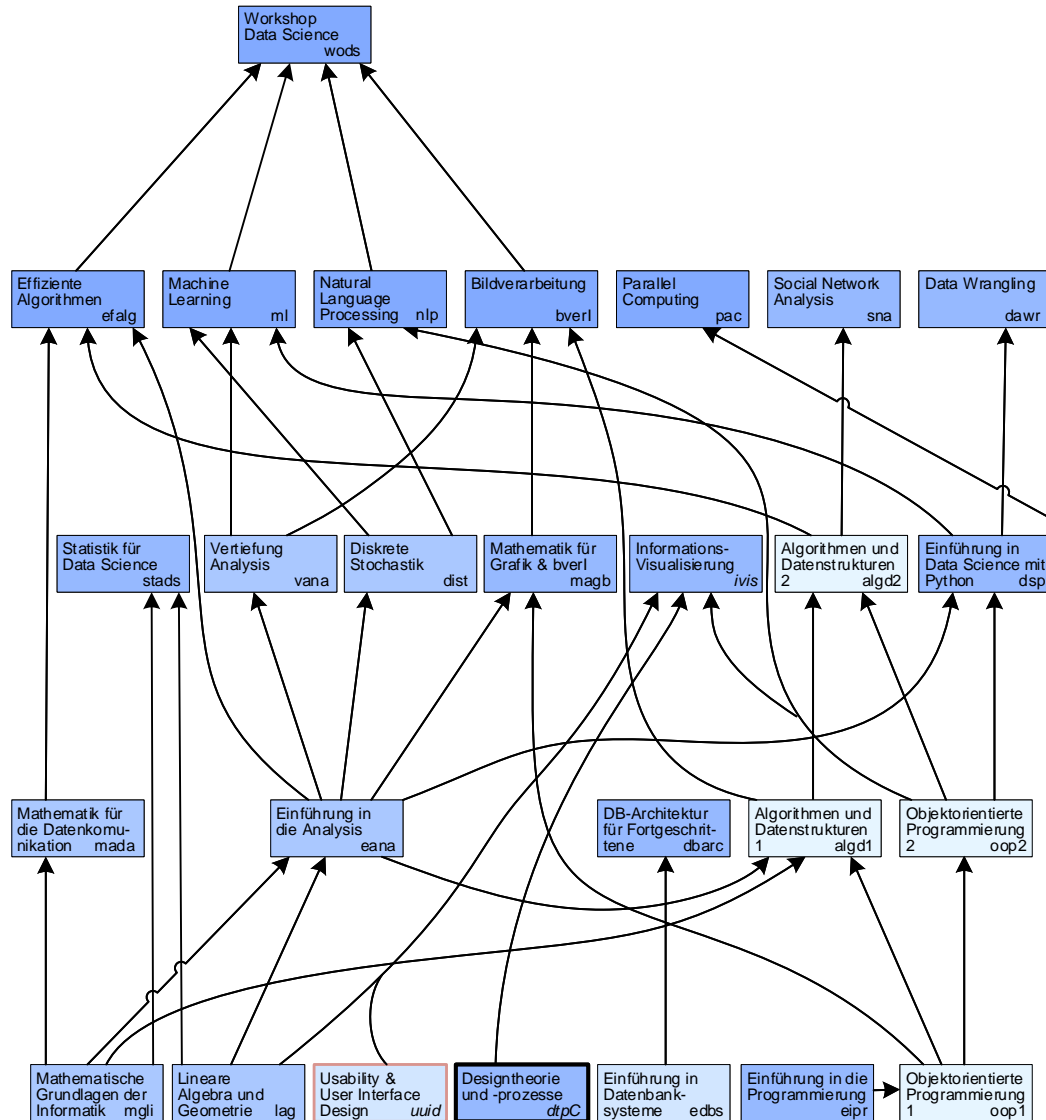 Workshop
Data Science
wods
Effiziente
Algorithmen
efalg
Machine
Learning
ml
Natural
Language
Processing nlp
Bildverarbeitung
bverI
Parallel
Computing
pac
Social Network
Analysis
sna
Data Wrangling
dawr
Statistik für
Data Science
stads
Vertiefung
Analysis
vana
Diskrete
Stochastik
dist
Mathematik für
Grafik & bverI
magb
Informations-
Visualisierung
ivis
Algorithmen und
Datenstrukturen
2 algd2
Einführung in
Data Science mit
Python dsp
Mathematik für
die Datenkomu-
nikation mada
Einführung in
die Analysis
eana
DB-Architektur
für Fortgeschrit-
tene dbarc
Algorithmen und
Datenstrukturen
1 algd1
Objektorientierte
Programmierung
2 oop2
Mathematische
Grundlagen der
Informatik mgli
Lineare
Algebra und
Geometrie lag
Usability &
User Interface
Design uuid
Designtheorie
und -prozesse
dtpC
Einführung in
Datenbank-
systeme edbs
Einführung in die
Programmierung
eipr
Objektorientierte
Programmierung
1 oop1